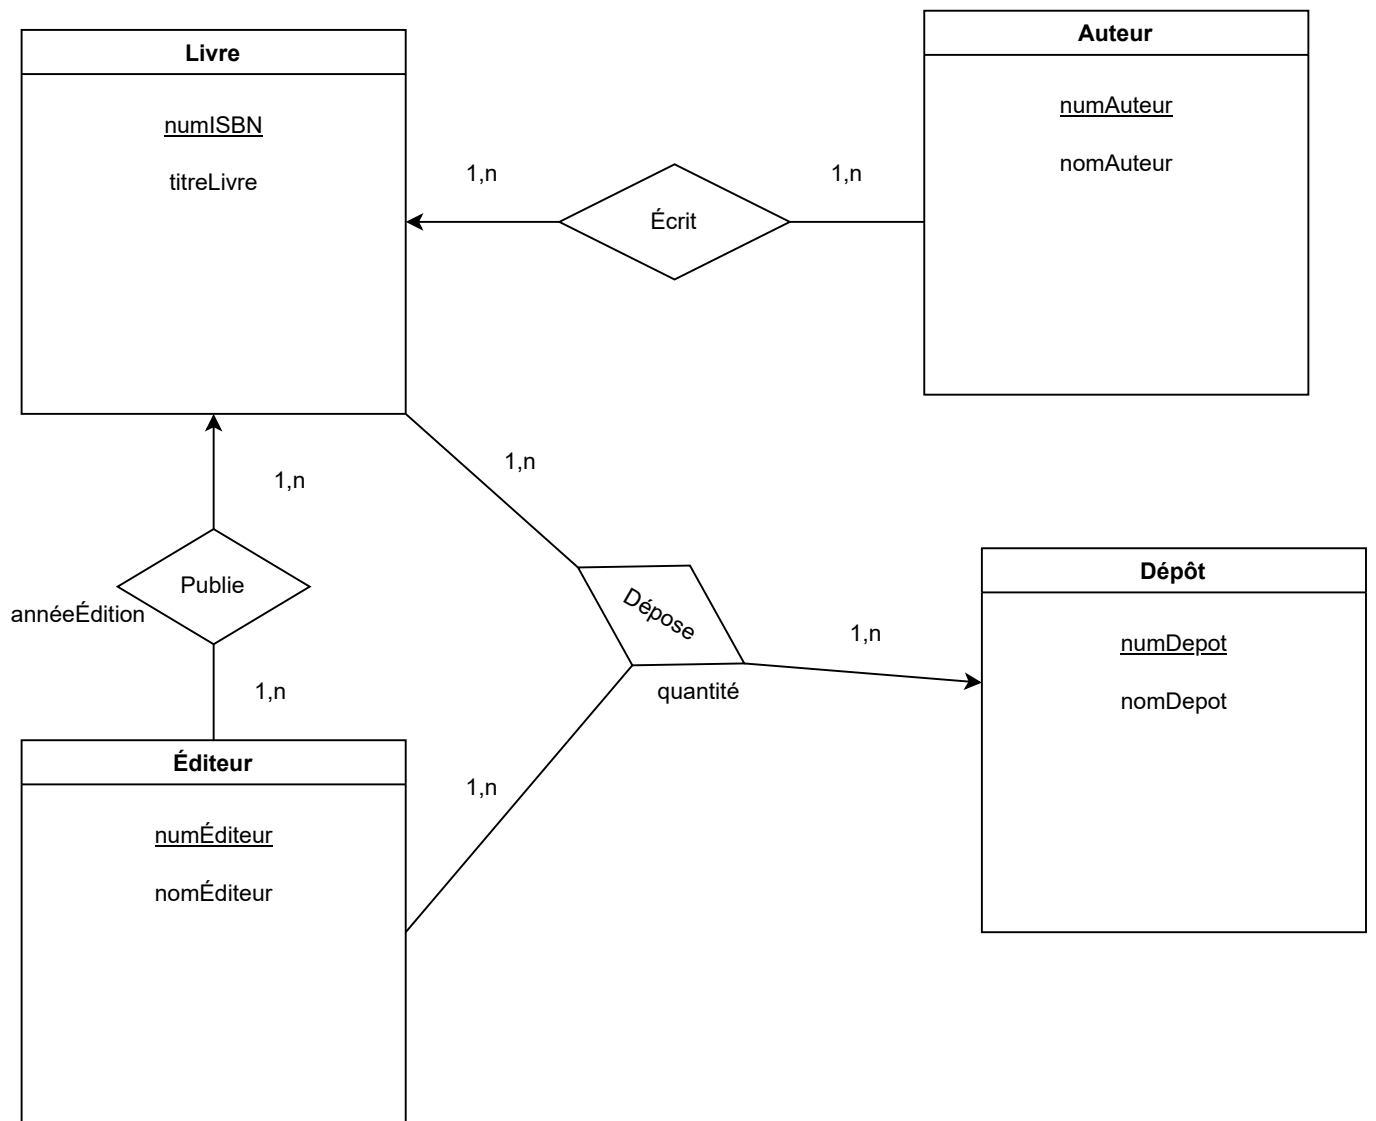 Livre
numISBN
titreLivre
1,n
Écrit
1,n
Auteur
numAuteur
nomAuteur
1,n
Publie
annéeÉdition
1,n
1,n
Dépose
quantité
1,n
1,n
Dépôt
numDepot
nomDepot
Éditeur
numÉditeur
nomÉditeur